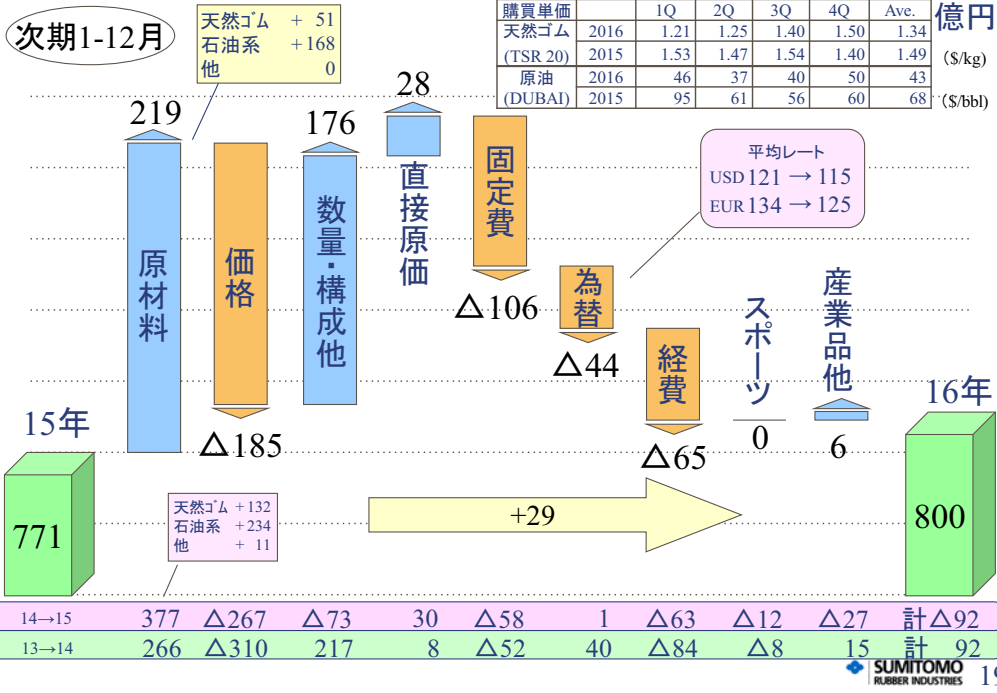 次期1-12月
天然ゴム + 51
石油系 +168
他 0
購買単価 1Q 2Q 3Q 4Q Ave.
天然ゴム 2016 1.21 1.25 1.40 1.50 1.34
(TSR 20) 2015 1.53 1.47 1.54 1.40 1.49
原油 2016 46 37 40 50 43
(DUBAI) 2015 95 61 56 60 68
億円
($/kg)
($/bbl)
219
原材料
価格
△185
176
数量・構成他
28
直接原価
固定費
△106
平均レート
USD 121 → 115
EUR 134 → 125
為替
△44
経費
△65
スポーツ
0
産業品他
6
15年
771
16年
800
天然ゴム +132
石油系 +234
他 + 11
+29
14→15 377 △267 △73 30 △58 1 △63 △12 △27 計△92
13→14 266 △310 217 8 △52 40 △84 △8 15 計 92
SUMITOMO
RUBBER INDUSTRIES